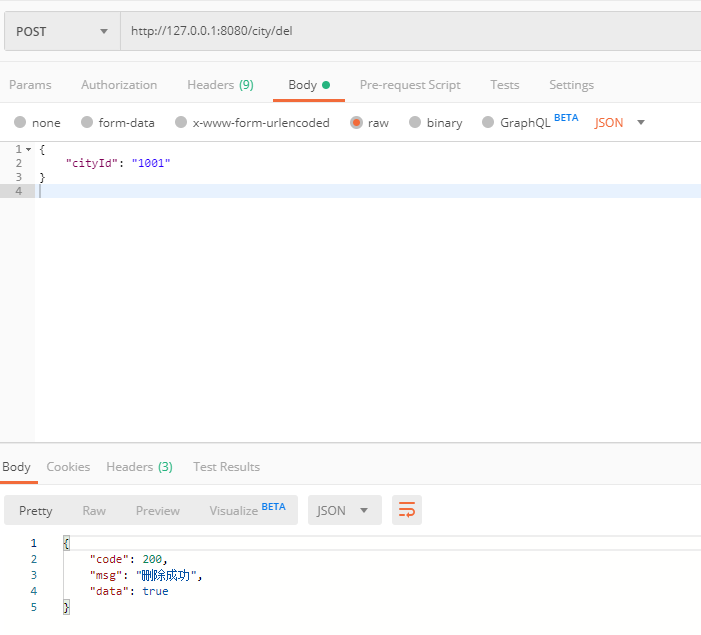 POST http://127.0.0.1:8080/city/del
Params Authorization Headers (9) Body Pre-request Script Tests Settings
none form-data x-www-form-urlencoded raw binary GraphQL BETA JSON
1 {
2 "cityId": "1001"
3 }
4
Body Cookies Headers (3) Test Results
Pretty Raw Preview Visualize BETA JSON
1 {
2 "code": 200,
3 "msg": "删除成功",
4 "data": true
5 }